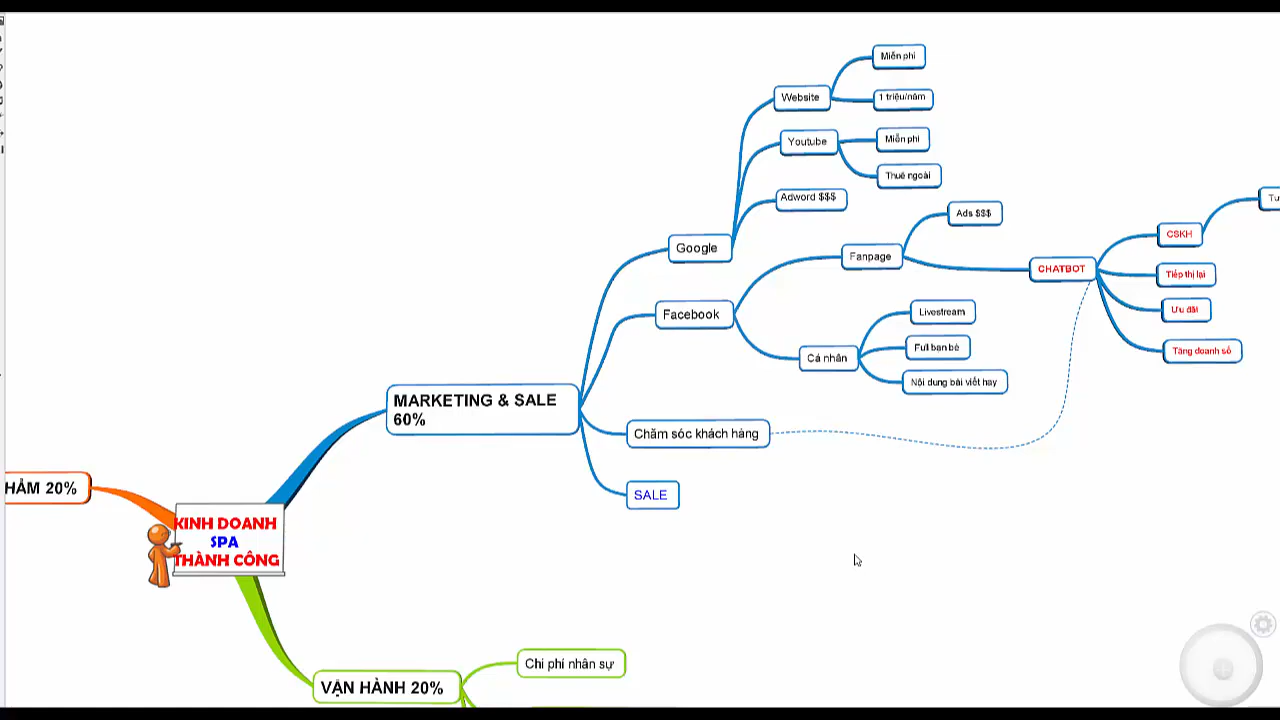 Miễn phí
Website
1 triệu/năm
Youtube
Miễn phí
Thuê ngoài
Adword $$$
Ads $$$
Google
Fanpage
CHATBOT
CSKH
Tiếp thị lại
Ưu đãi
Tăng doanh số
Facebook
Livestream
Full bạn bè
Cá nhân
Nội dung bài viết hay
MARKETING & SALE
60%
Chăm sóc khách hàng
SALE
HẢM 20%
KINH DOANH
SPA
THÀNH CÔNG
Chi phí nhân sự
VẬN HÀNH 20%